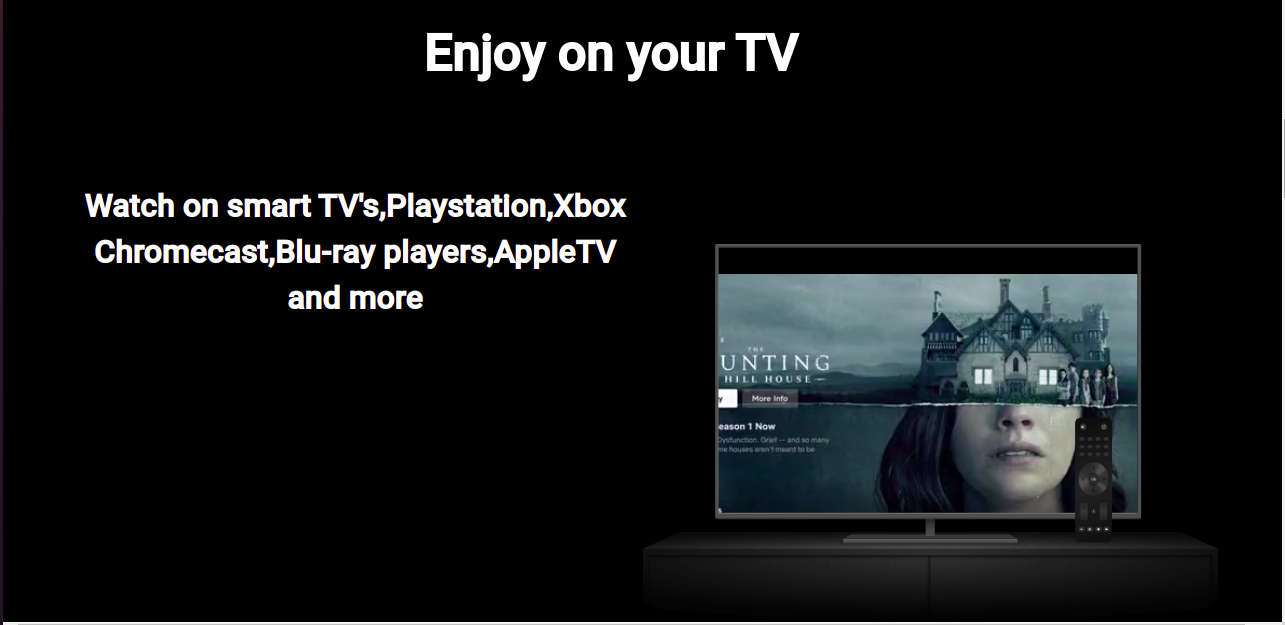 Enjoy on your TV
Watch on smart TV's,Playstation,Xbox
Chromecast,Blu-ray players,AppleTV
and more
THE
UNTING
HILL HOUSE
y
More Info
eason 1 Now
Dysfunction. Grief -- and so many
me houses aren't meant to be